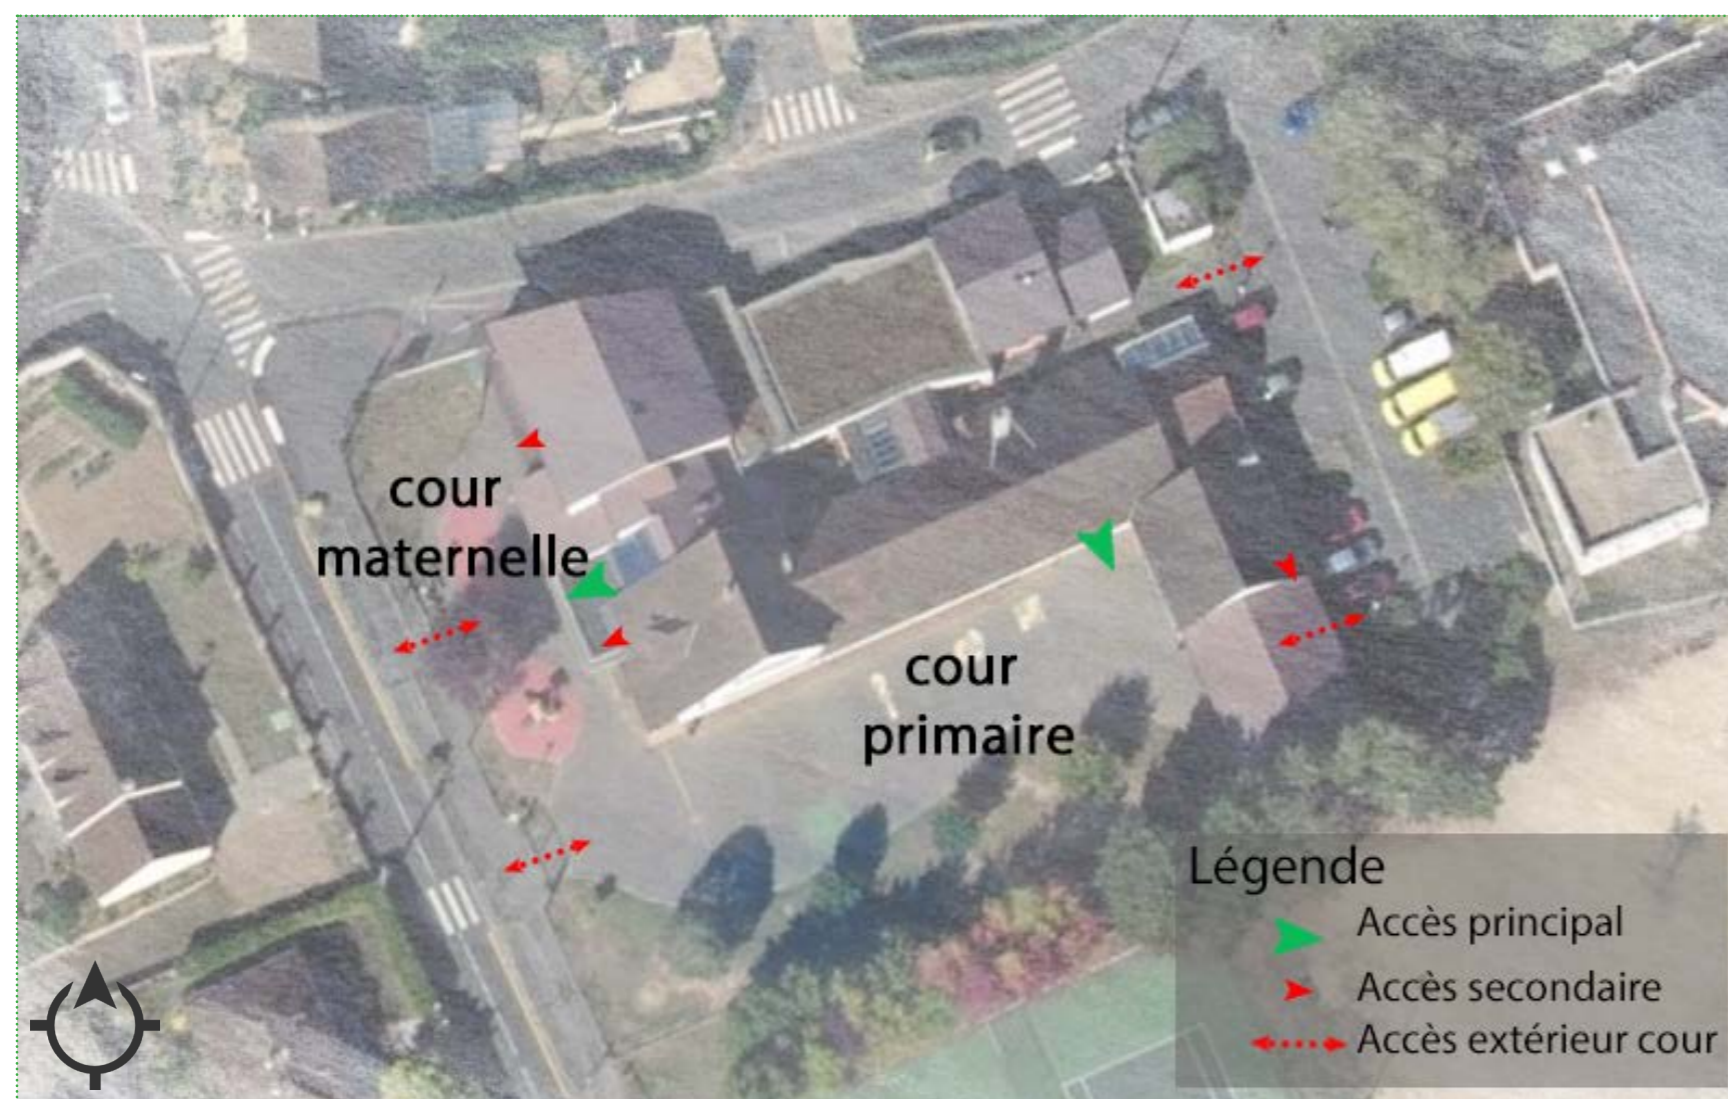 cour
maternelle
cour
primaire
Légende
Accès principal
Accès secondaire
Accès extérieur cour